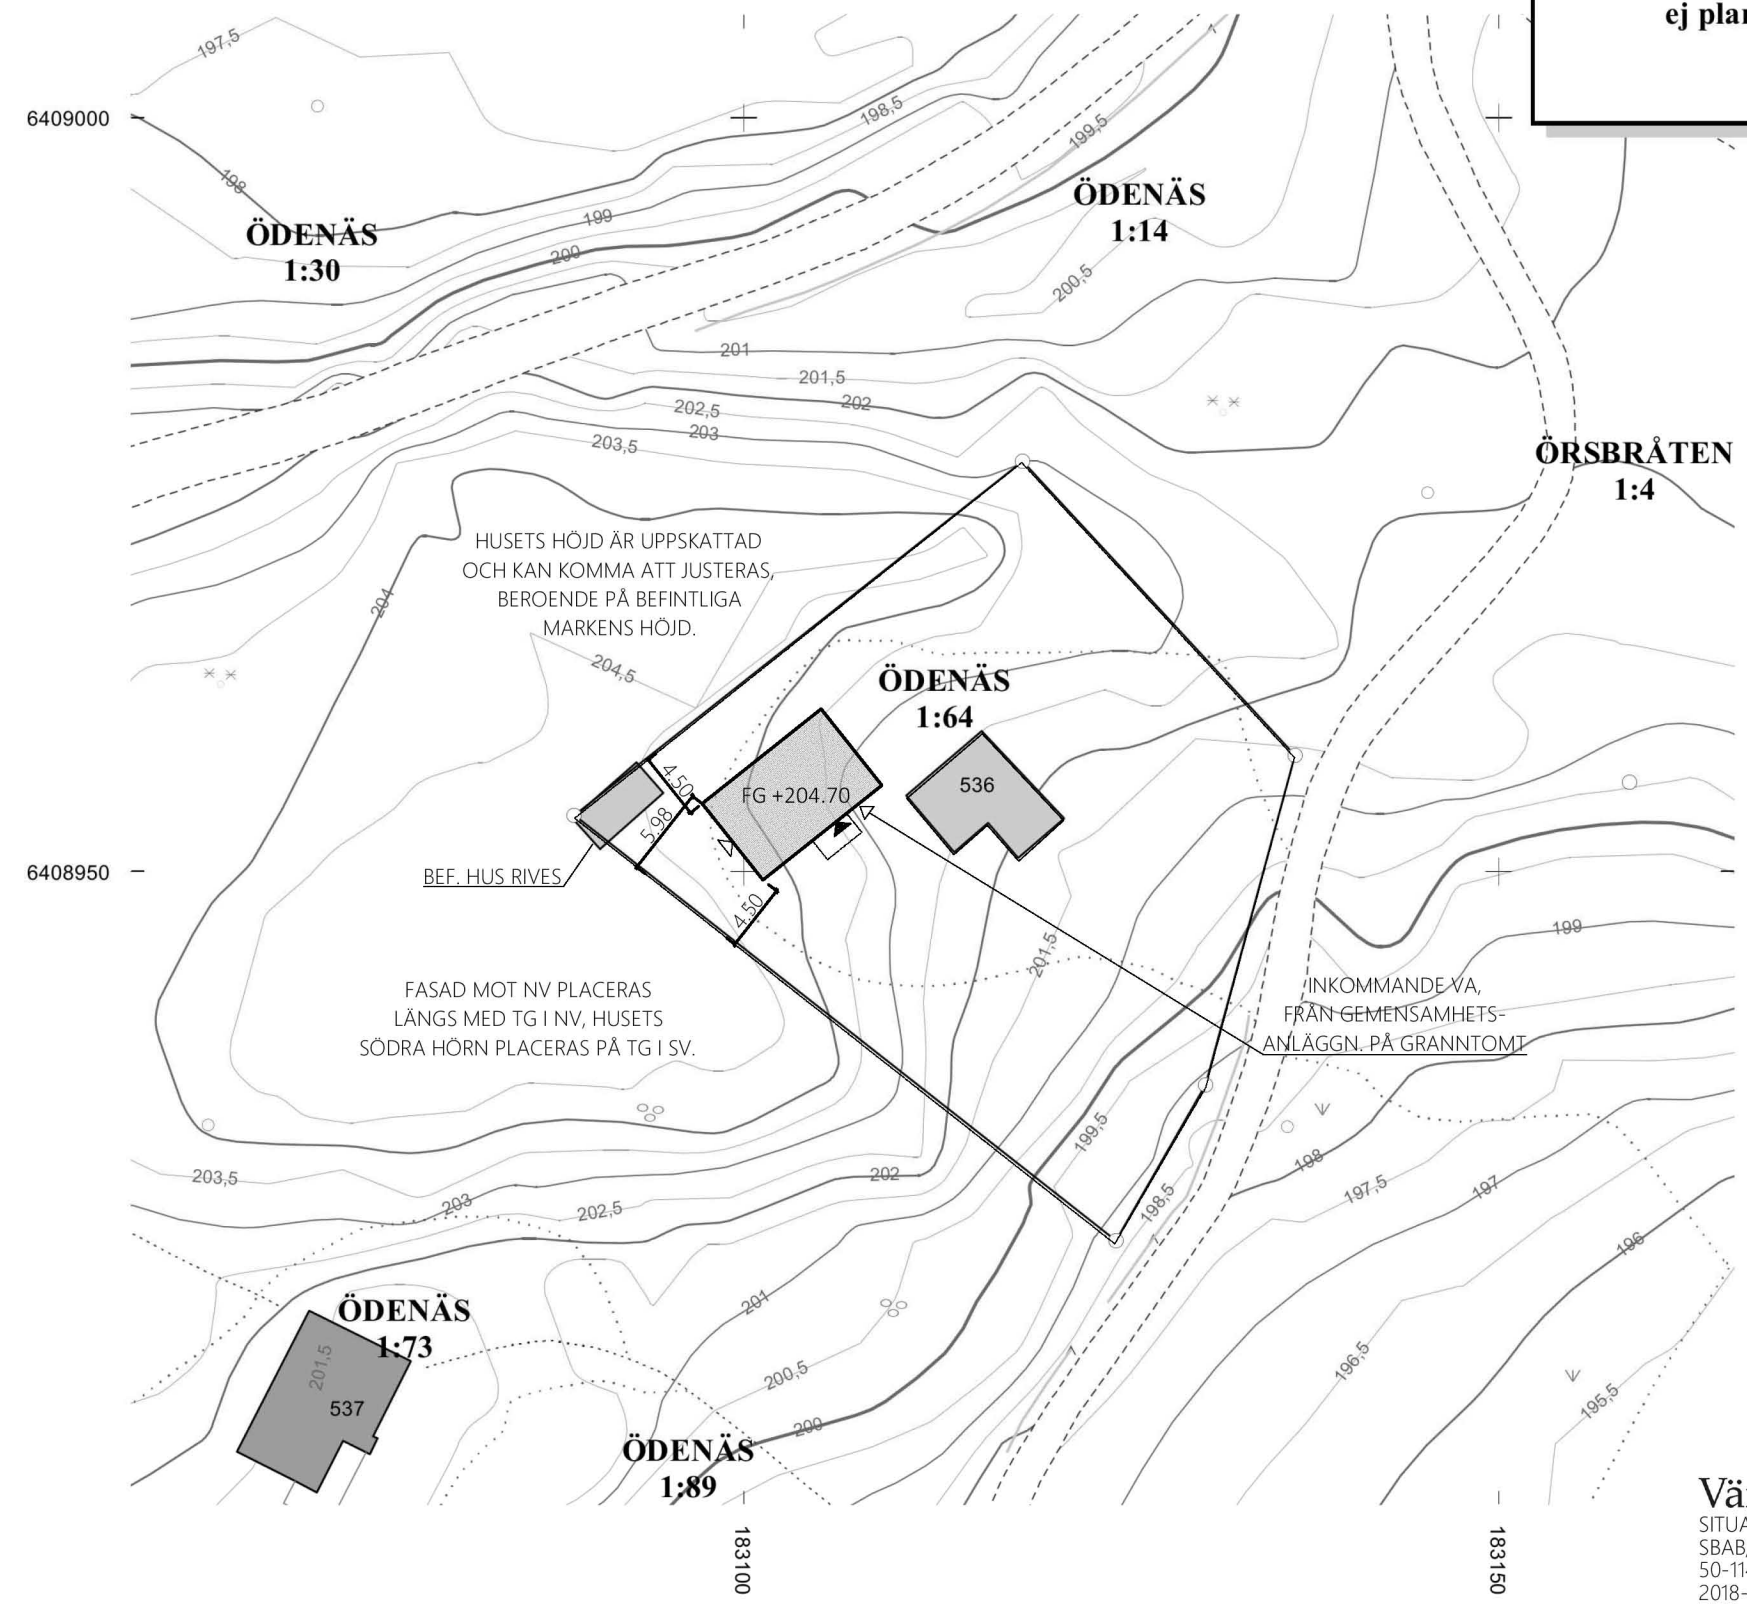 ej
197,5
6409000
198,5
199,5
198
ÖDENÄS
1:14
199
ÖDENÄS
1:30
200
200,5
201
201,5
202,5
202
203
203,5
ÖRSBRÅTEN
1:4
HUSETS HÖJD ÄR UPPSKATTAD
OCH KAN KOMMA ATT JUSTERAS,
BEROENDE PÅ BEFINTLIGA
MARKENS HÖJD.
204
204,5
ÖDENÄS
1:64
4.50
FG +204.70
536
5.98
6408950
BEF. HUS RIVES
4.50
199
201,5
FASAD MOT NV PLACERAS
LÄNGS MED TG I NV, HUSETS
SÖDRA HÖRN PLACERAS PÅ TG I SV.
INKOMMANDE VA,
FRÅN GEMENSAMHETS-
ANLÄGGN. PÅ GRANNTOMT
199,5
198
203,5
202
197,5
197
198,5
203
202,5
196
201
ÖDENÄS
1:73
201,5
537
200,5
196,5
195,5
200
ÖDENÄS
1:89
183100
183150
50-11
2018-